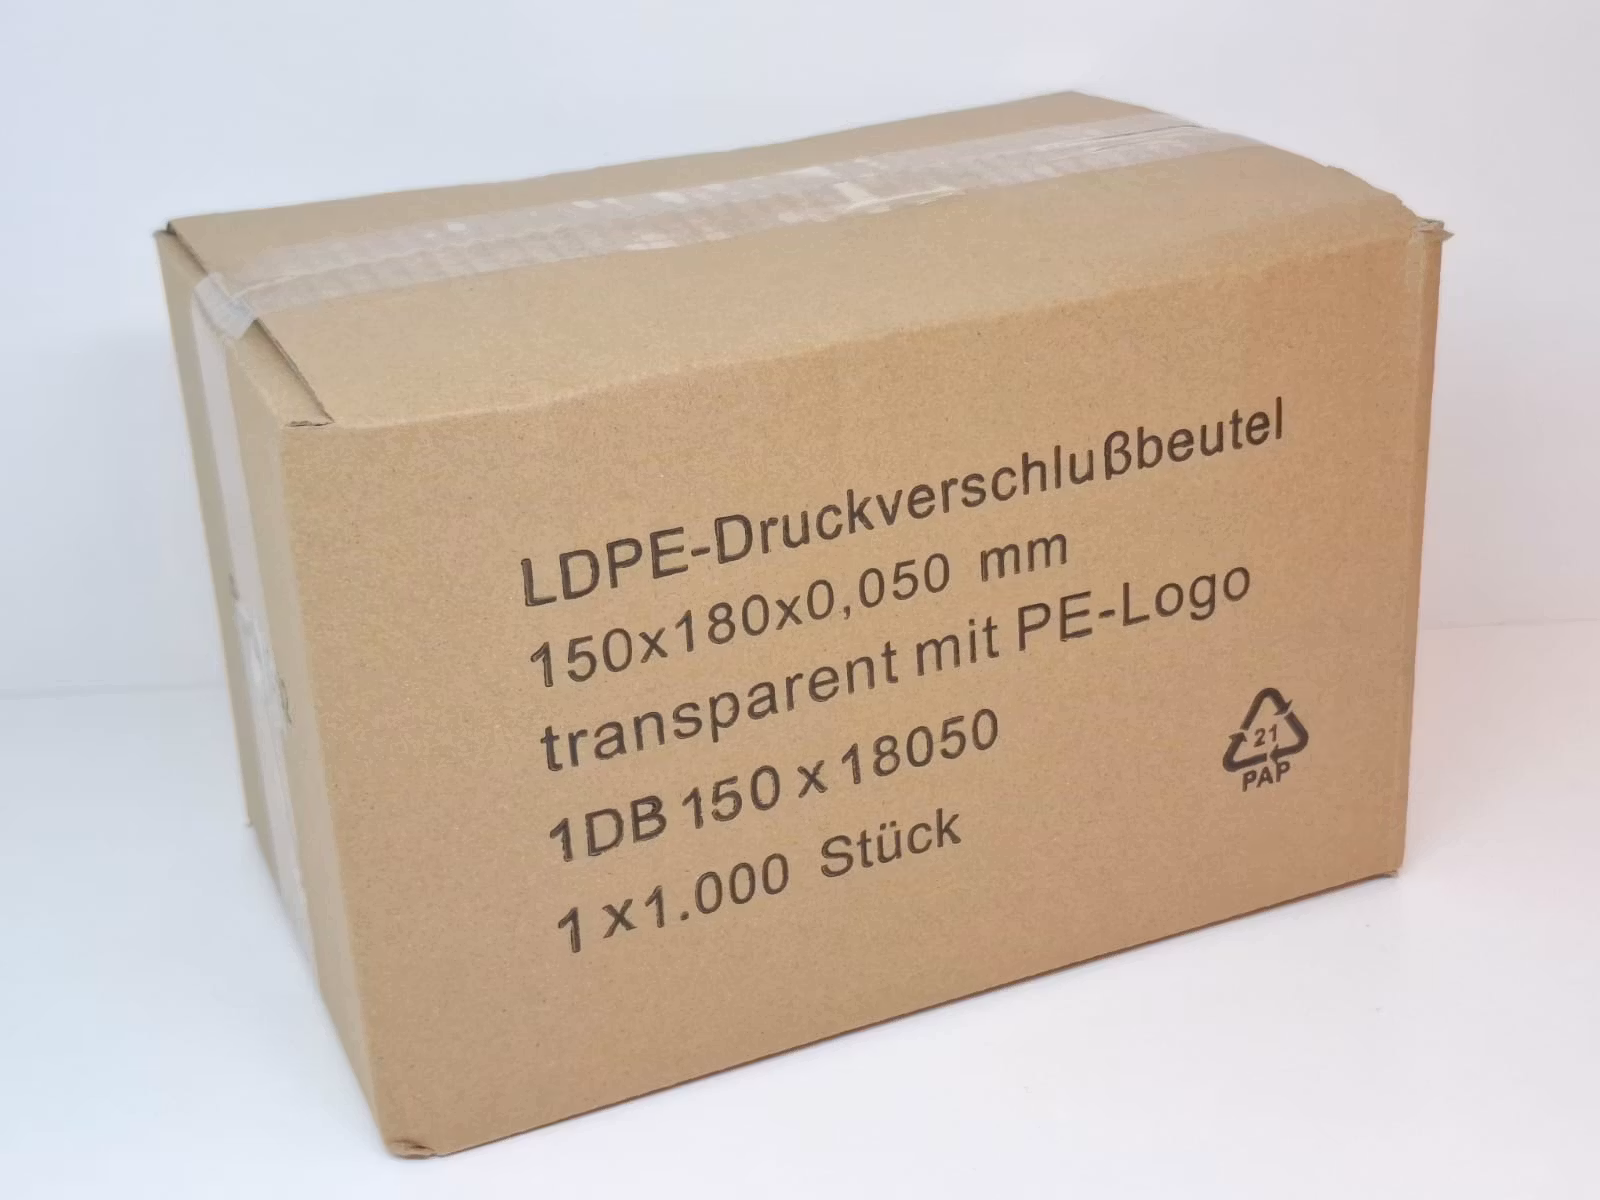 LDPE-Druckverschlußbeutel
150x180x0,050 mm
transparent mit PE-Logo
1DB 150 x 18050
1 x1.000 Stück
21
PAP